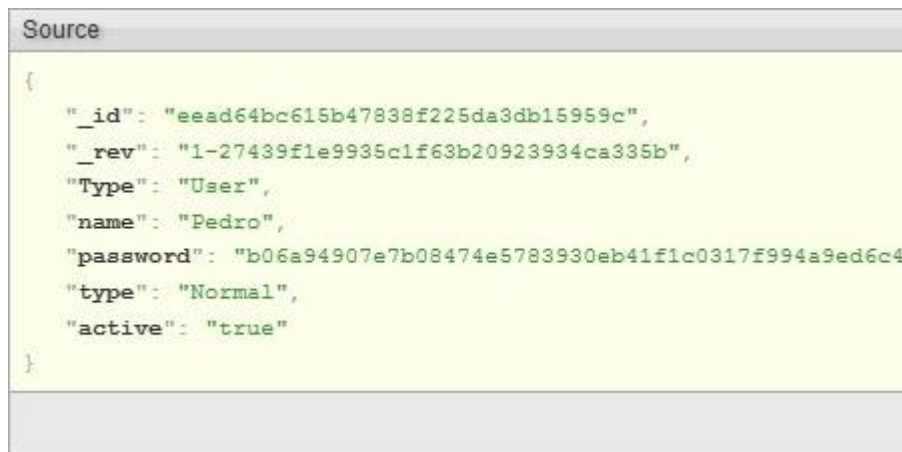 Source
{
"_id": "eead64bc615b47838f225da3db15959c",
"_rev": "1-27439f1e9935c1f63b20923934ca335b",
"Type": "User",
"name": "Pedro",
"password": "b06a94907e7b08474e5783930eb41f1c0317f994a9ed6c4
"type": "Normal",
"active": "true"
}